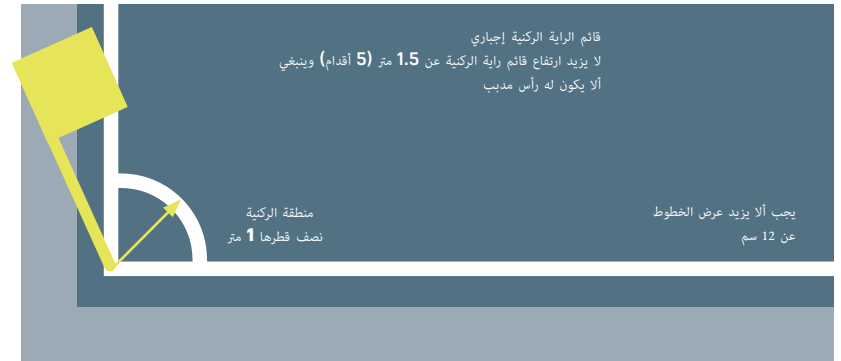 قائم الراية الركنية إجباري
لا يزيد ارتفاع قائم راية الركنية عن 1.5 متر (5 أقدام) وينبغي
ألا يكون له رأس مدبب
منطقة الركنية
نصف قطرها 1 متر
يجب ألا يزيد عرض الخطوط
عن 12 سم